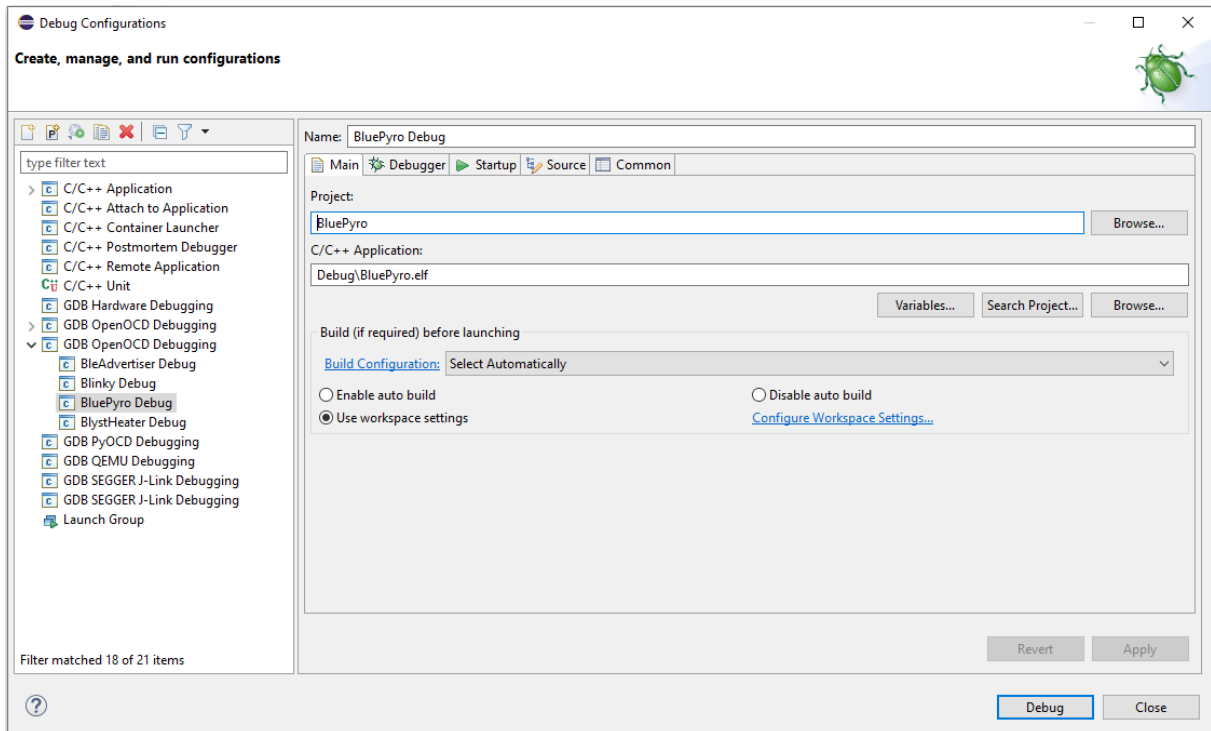 Debug Configurations
Create, manage, and run configurations
type filter text
C/C++ Application
C/C++ Attach to Application
C/C++ Container Launcher
C/C++ Postmortem Debugger
C/C++ Remote Application
C/C++ Unit
GDB Hardware Debugging
GDB OpenOCD Debugging
GDB OpenOCD Debugging
BleAdvertiser Debug
Blinky Debug
BluePyro Debug
BlystHeater Debug
GDB PyOCD Debugging
GDB QEMU Debugging
GDB SEGGER J-Link Debugging
GDB SEGGER J-Link Debugging
Launch Group
Filter matched 18 of 21 items
Name: BluePyro Debug
Main Debugger Startup Source Common
Project:
BluePyro Browse...
C/C++ Application:
Debug\BluePyro.elf
Variables... Search Project... Browse...
Build (if required) before launching
Build Configuration: Select Automatically
Enable auto build Disable auto build
Use workspace settings Configure Workspace Settings...
Revert Apply
Debug Close